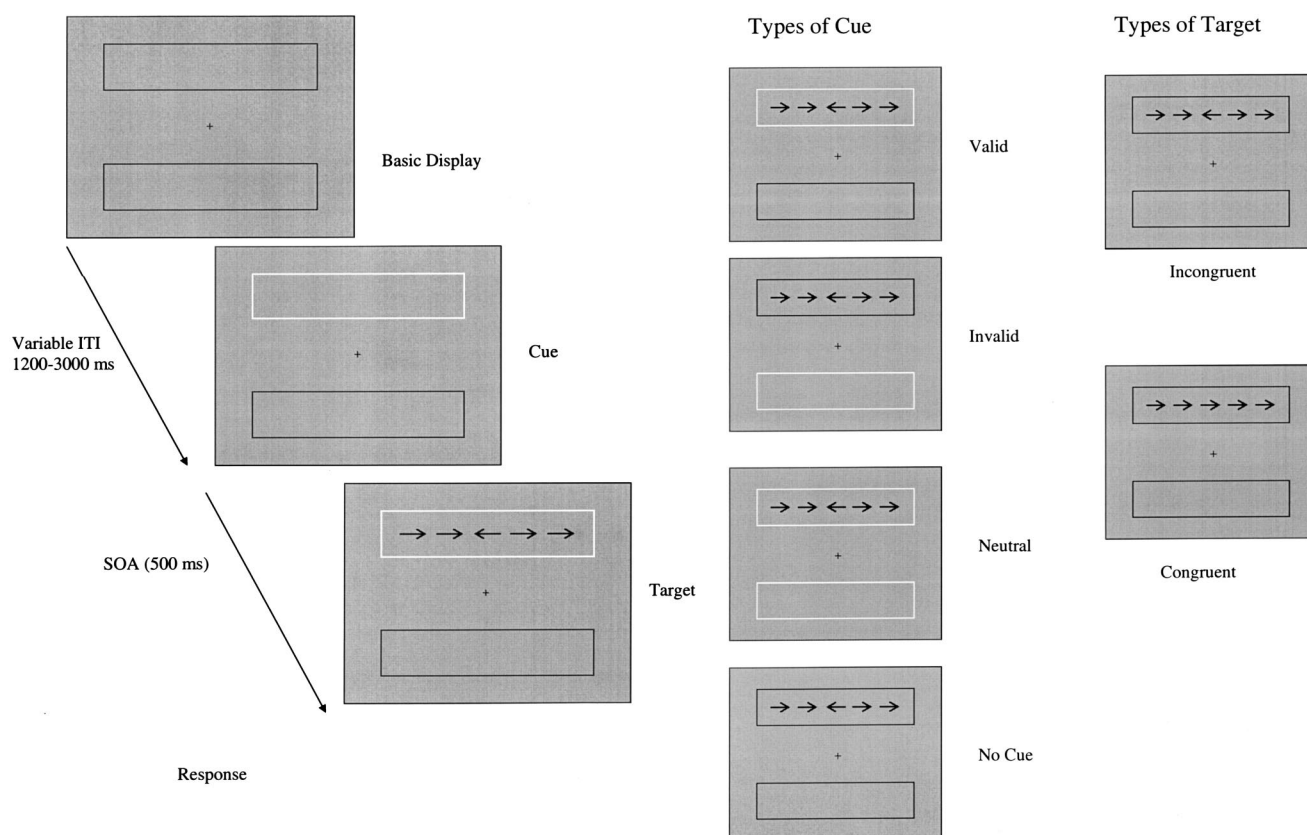 Basic Display
Variable ITI
1200-3000 ms
Cue
SOA (500 ms)
Target
Response
Types of Cue
Valid
Invalid
Neutral
No Cue
Types of Target
Incongruent
Congruent